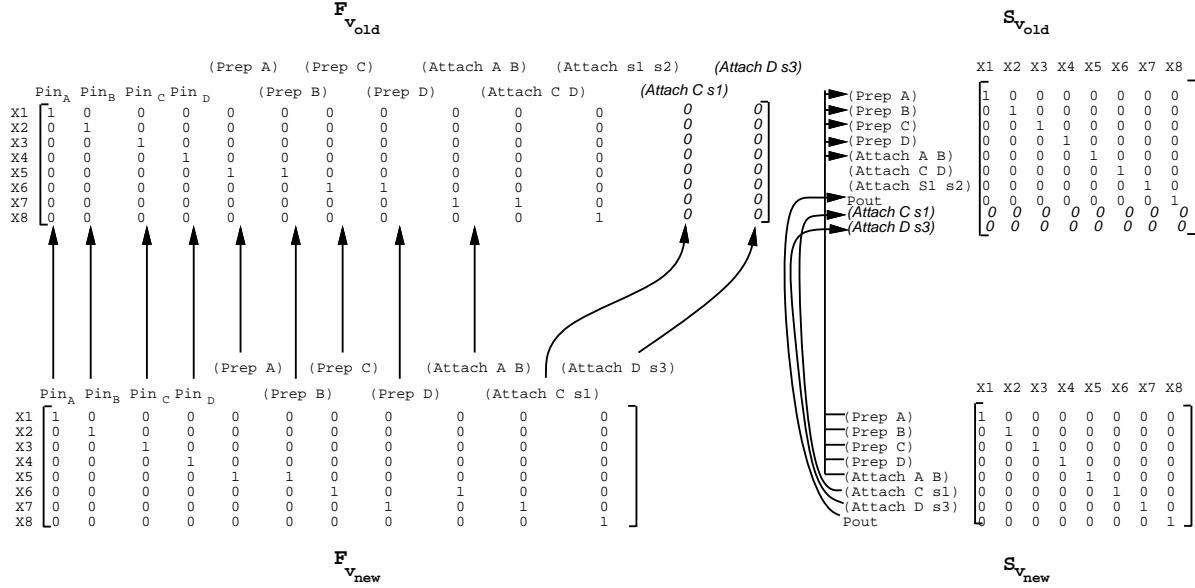 F v old
(Prep A) (Prep C) (Attach A B) (Attach s1 s2) (Attach D s3)
Pin A Pin B Pin C Pin D (Prep B) (Prep D) (Attach C D) (Attach C s1)
X1 1 0 0 0 0 0 0 0 0 0 0 0 0
X2 0 1 0 0 0 0 0 0 0 0 0 0 0
X3 0 0 1 0 0 0 0 0 0 0 0 0 0
X4 0 0 0 1 0 0 0 0 0 0 0 0 0
X5 0 0 0 0 1 1 0 0 0 0 0 0 0
X6 0 0 0 0 0 0 1 1 0 0 0 0 0
X7 0 0 0 0 0 0 0 0 1 1 0 0 0
X8 0 0 0 0 0 0 0 0 0 0 1 0 0
(Prep A) (Prep C) (Attach A B) (Attach D s3)
Pin A Pin B Pin C Pin D (Prep B) (Prep D) (Attach C s1)
X1 1 0 0 0 0 0 0 0 0 0 0
X2 0 1 0 0 0 0 0 0 0 0 0
X3 0 0 1 0 0 0 0 0 0 0 0
X4 0 0 0 1 0 0 0 0 0 0 0
X5 0 0 0 0 1 1 0 0 0 0 0
X6 0 0 0 0 0 0 1 0 1 0 0
X7 0 0 0 0 0 0 0 1 0 1 0
X8 0 0 0 0 0 0 0 0 0 0 1
F v new
S v old
X1 X2 X3 X4 X5 X6 X7 X8
(Prep A) 1 0 0 0 0 0 0 0
(Prep B) 0 1 0 0 0 0 0 0
(Prep C) 0 0 1 0 0 0 0 0
(Prep D) 0 0 0 1 0 0 0 0
(Attach A B) 0 0 0 0 1 0 0 0
(Attach C D) 0 0 0 0 0 1 0 0
(Attach S1 s2) 0 0 0 0 0 0 1 0
Pout 0 0 0 0 0 0 0 1
(Attach C s1) 0 0 0 0 0 0 0 0
(Attach D s3) 0 0 0 0 0 0 0 0
X1 X2 X3 X4 X5 X6 X7 X8
(Prep A) 1 0 0 0 0 0 0 0
(Prep B) 0 1 0 0 0 0 0 0
(Prep C) 0 0 1 0 0 0 0 0
(Prep D) 0 0 0 1 0 0 0 0
(Attach A B) 0 0 0 0 1 0 0 0
(Attach C s1) 0 0 0 0 0 1 0 0
(Attach D s3) 0 0 0 0 0 0 1 0
Pout 0 0 0 0 0 0 0 1
S v new